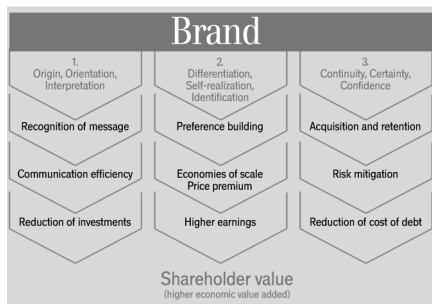 Brand
1.
Origin, Orientation,
Interpretation
Recognition of message
Communication efficiency
Reduction of investments
2.
Differentiation,
Self-realization,
Identification
Preference building
Economies of scale
Price premium
Higher earnings
3.
Continuity, Certainty,
Confidence
Acquisition and retention
Risk mitigation
Reduction of cost of debt
Shareholder value
(higher economic value added)